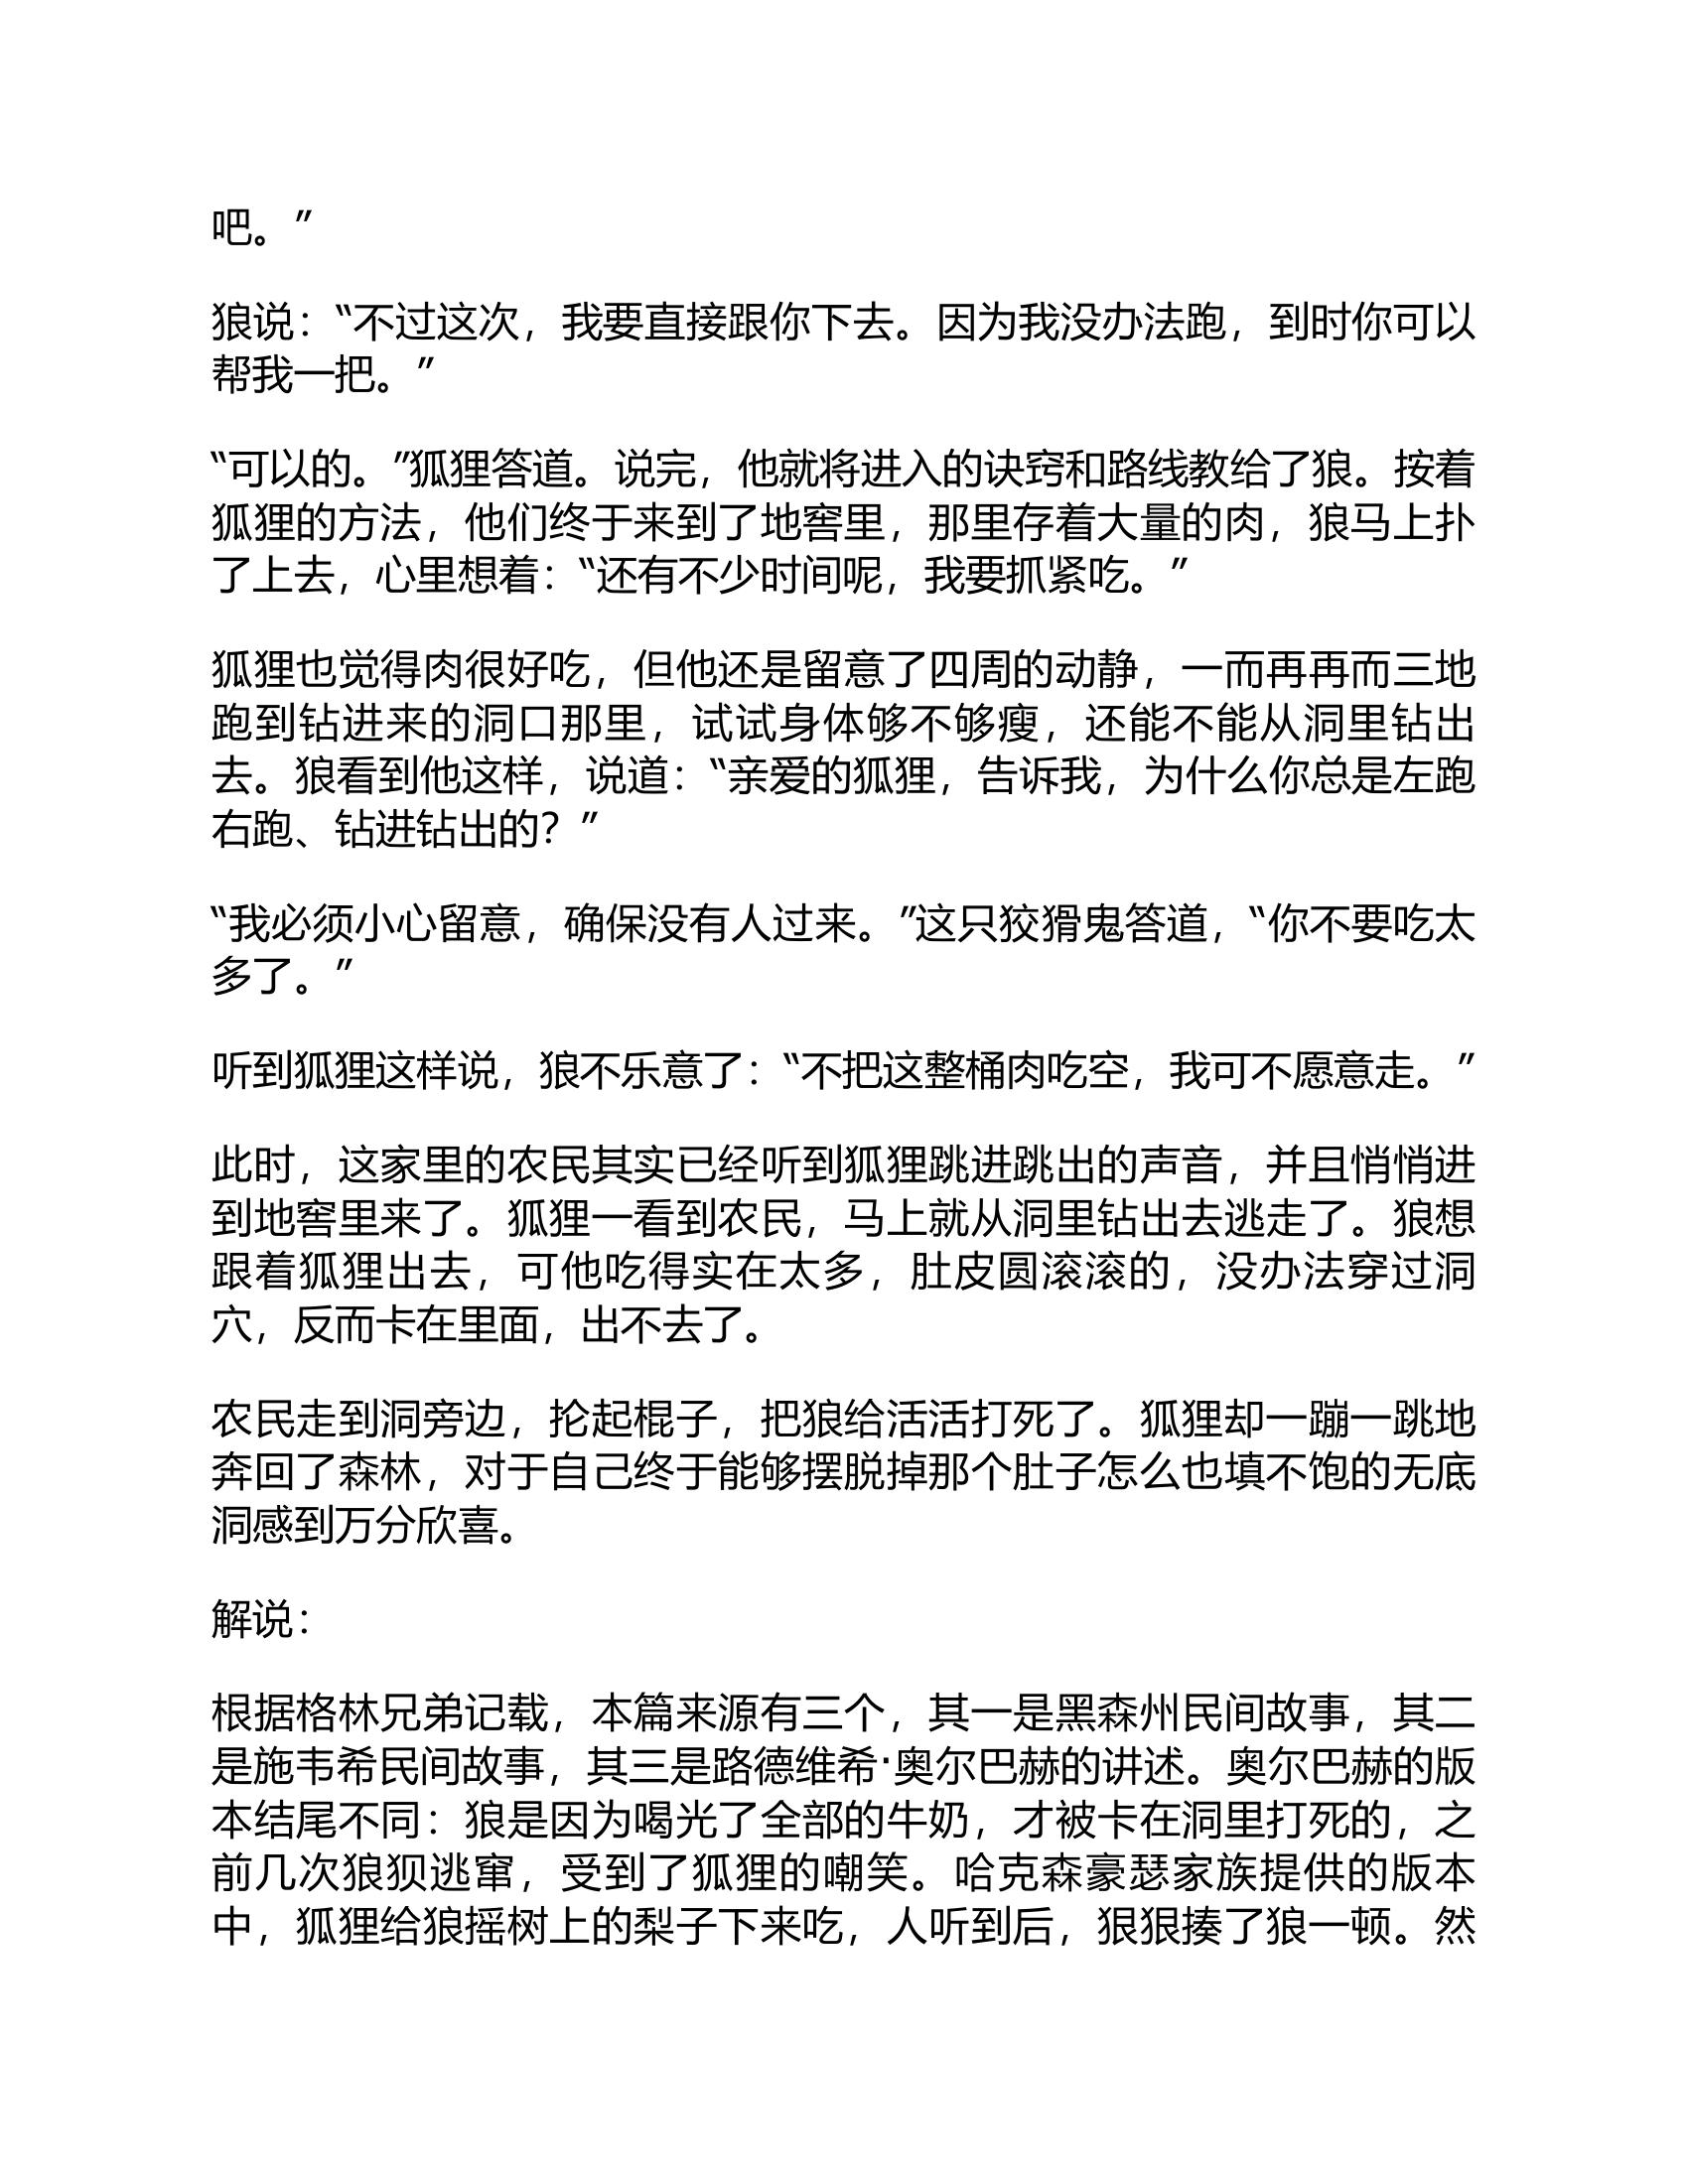 吧。”
狼说：“不过这次，我要直接跟你下去。因为我没办法跑，到时你可以
帮我一把。”
“可以的。”狐狸答道。说完，他就将进入的诀窍和路线教给了狼。按着
狐狸的方法，他们终于来到了地窖里，那里存着大量的肉，狼马上扑
了上去，心里想着：“还有不少时间呢，我要抓紧吃。”
狐狸也觉得肉很好吃，但他还是留意了四周的动静，一而再再而三地
跑到钻进来的洞口那里，试试身体够不够瘦，还能不能从洞里钻出
去。狼看到他这样，说道：“亲爱的狐狸，告诉我，为什么你总是左跑
右跑、钻进钻出的？”
“我必须小心留意，确保没有人过来。”这只狡猾鬼答道，“你不要吃太
多了。”
听到狐狸这样说，狼不乐意了：“不把这整桶肉吃空，我可不愿意走。”
此时，这家里的农民其实已经听到狐狸跳进跳出的声音，并且悄悄进
到地窖里来了。狐狸一看到农民，马上就从洞里钻出去逃走了。狼想
跟着狐狸出去，可他吃得实在太多，肚皮圆滚滚的，没办法穿过洞
穴，反而卡在里面，出不去了。
农民走到洞旁边，抡起棍子，把狼给活活打死了。狐狸却一蹦一跳地
奔回了森林，对于自己终于能够摆脱掉那个肚子怎么也填不饱的无底
洞感到万分欣喜。
解说：
根据格林兄弟记载，本篇来源有三个，其一是黑森州民间故事，其二
是施韦希民间故事，其三是路德维希·奥尔巴赫的讲述。奥尔巴赫的版
本结尾不同：狼是因为喝光了全部的牛奶，才被卡在洞里打死的，之
前几次狼狈逃窜，受到了狐狸的嘲笑。哈克森豪瑟家族提供的版本
中，狐狸给狼摇树上的梨子下来吃，人听到后，狠狠揍了狼一顿。然